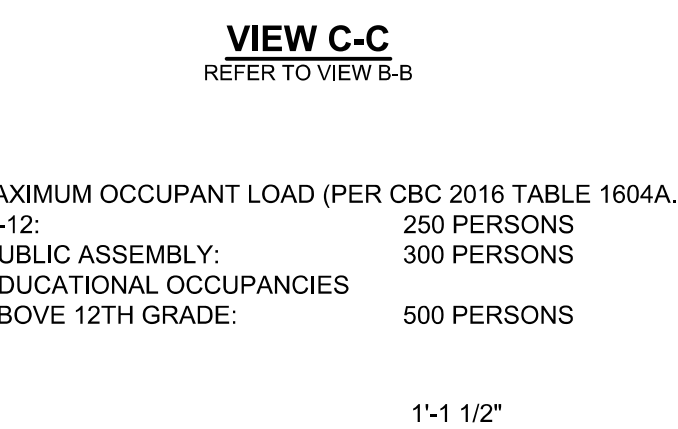 VIEW C-C
REFER TO VIEW B-B
AXIMUM OCCUPANT LOAD (PER CBC 2016 TABLE 1604A.
-12: 250 PERSONS
UBLIC ASSEMBLY: 300 PERSONS
DUCATIONAL OCCUPANCIES
BOVE 12TH GRADE: 500 PERSONS
1'-1 1/2"